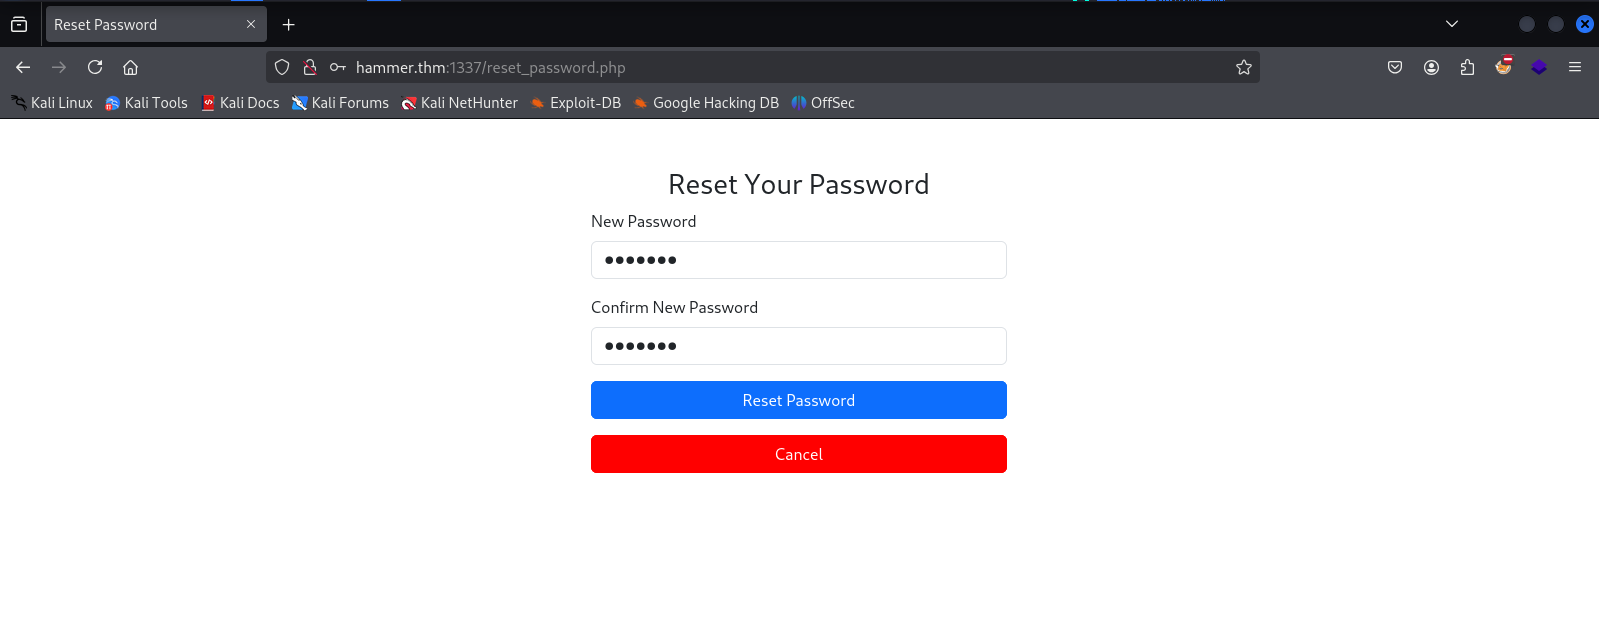 Reset Password
hammer.thm:1337/reset_password.php
Kali Linux Kali Tools Kali Docs Kali Forums Kali NetHunter Exploit-DB Google Hacking DB OffSec
Reset Your Password
New Password
Confirm New Password
Reset Password
Cancel